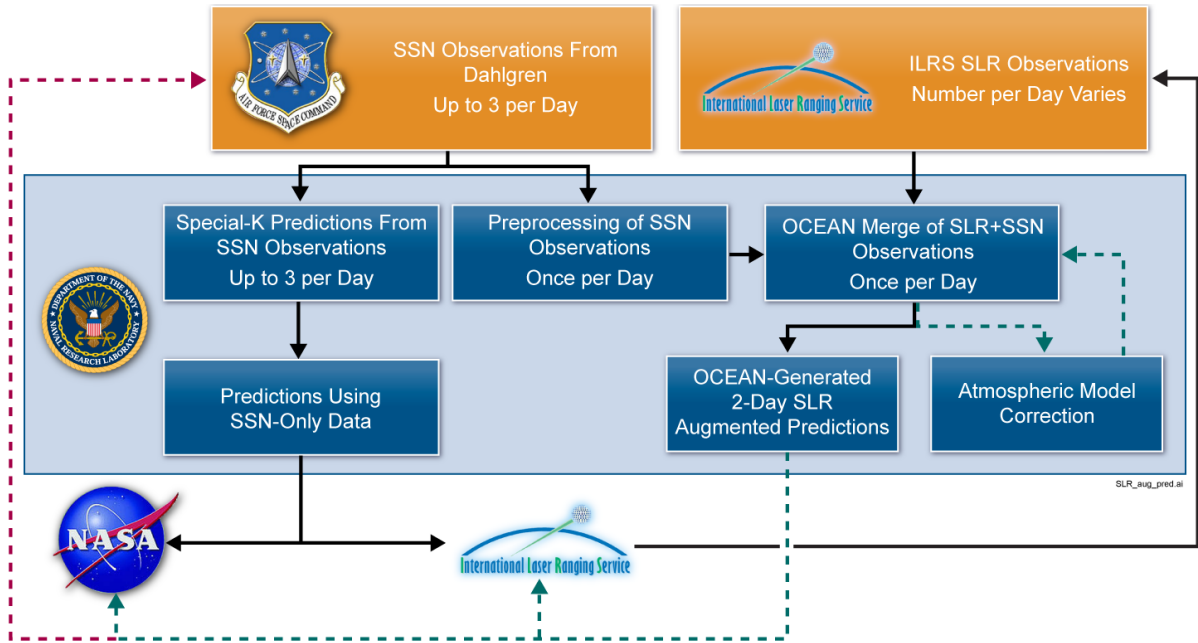 SSN Observations From
Dahlgren
Up to 3 per Day
AIR FORCE SPACE COMMAND
ILRS SLR Observations
Number per Day Varies
International Laser Ranging Service
Special-K Predictions From
SSN Observations
Up to 3 per Day
Preprocessing of SSN
Observations
Once per Day
OCEAN Merge of SLR+SSN
Observations
Once per Day
DEPARTMENT OF THE NAVY
NAVAL RESEARCH LABORATORY
Predictions Using
SSN-Only Data
OCEAN-Generated
2-Day SLR
Augmented Predictions
Atmospheric Model
Correction
SLR_aug_pred.ai
NASA
International Laser Ranging Service